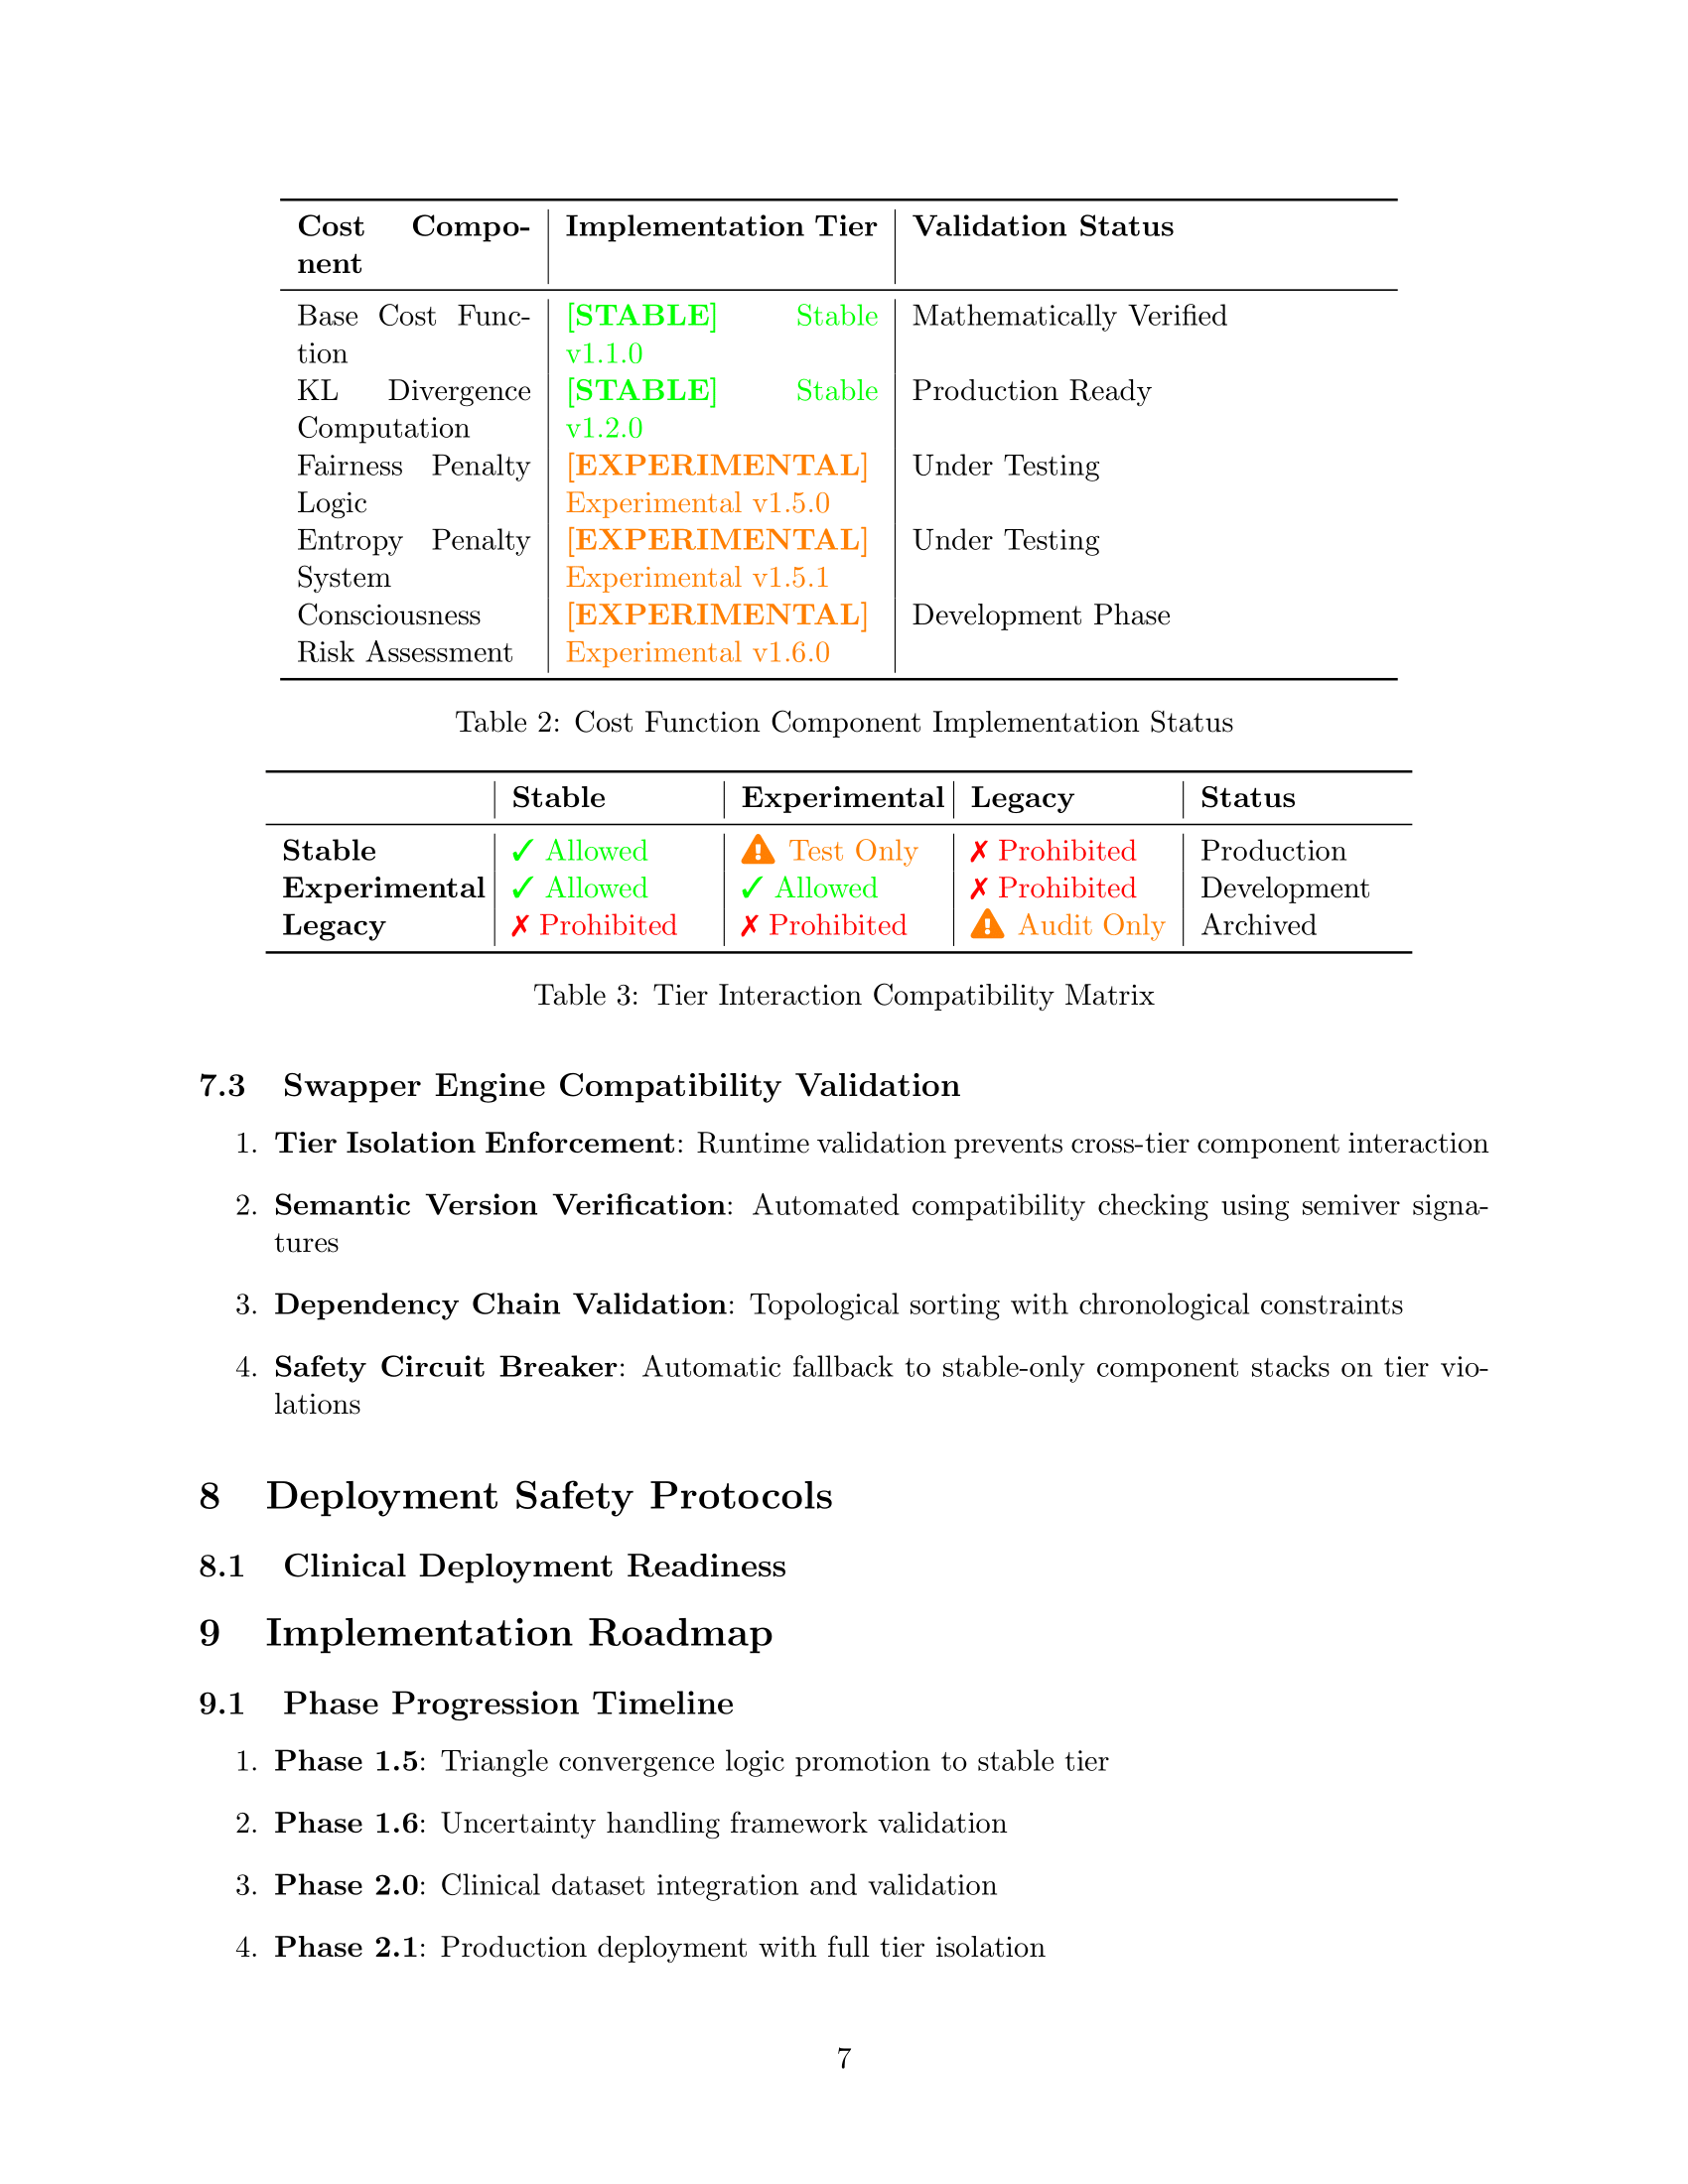 Cost Compo- Implementation Tier Validation Status
nent
Base Cost Func- [STABLE] Stable Mathematically Verified
tion v1.1.0
KL Divergence [STABLE] Stable Production Ready
Computation v1.2.0
Fairness Penalty [EXPERIMENTAL] Under Testing
Logic Experimental v1.5.0
Entropy Penalty [EXPERIMENTAL] Under Testing
System Experimental v1.5.1
Consciousness [EXPERIMENTAL] Development Phase
Risk Assessment Experimental v1.6.0
Table 2: Cost Function Component Implementation Status
Stable Experimental Legacy Status
Stable ✓ Allowed ⚠ Test Only ✗ Prohibited Production
Experimental ✓ Allowed ✓ Allowed ✗ Prohibited Development
Legacy ✗ Prohibited ✗ Prohibited ⚠ Audit Only Archived
Table 3: Tier Interaction Compatibility Matrix
7.3 Swapper Engine Compatibility Validation
1. Tier Isolation Enforcement: Runtime validation prevents cross-tier component interaction
2. Semantic Version Verification: Automated compatibility checking using semiver signa-
tures
3. Dependency Chain Validation: Topological sorting with chronological constraints
4. Safety Circuit Breaker: Automatic fallback to stable-only component stacks on tier vio-
lations
8 Deployment Safety Protocols
8.1 Clinical Deployment Readiness
9 Implementation Roadmap
9.1 Phase Progression Timeline
1. Phase 1.5: Triangle convergence logic promotion to stable tier
2. Phase 1.6: Uncertainty handling framework validation
3. Phase 2.0: Clinical dataset integration and validation
4. Phase 2.1: Production deployment with full tier isolation
7